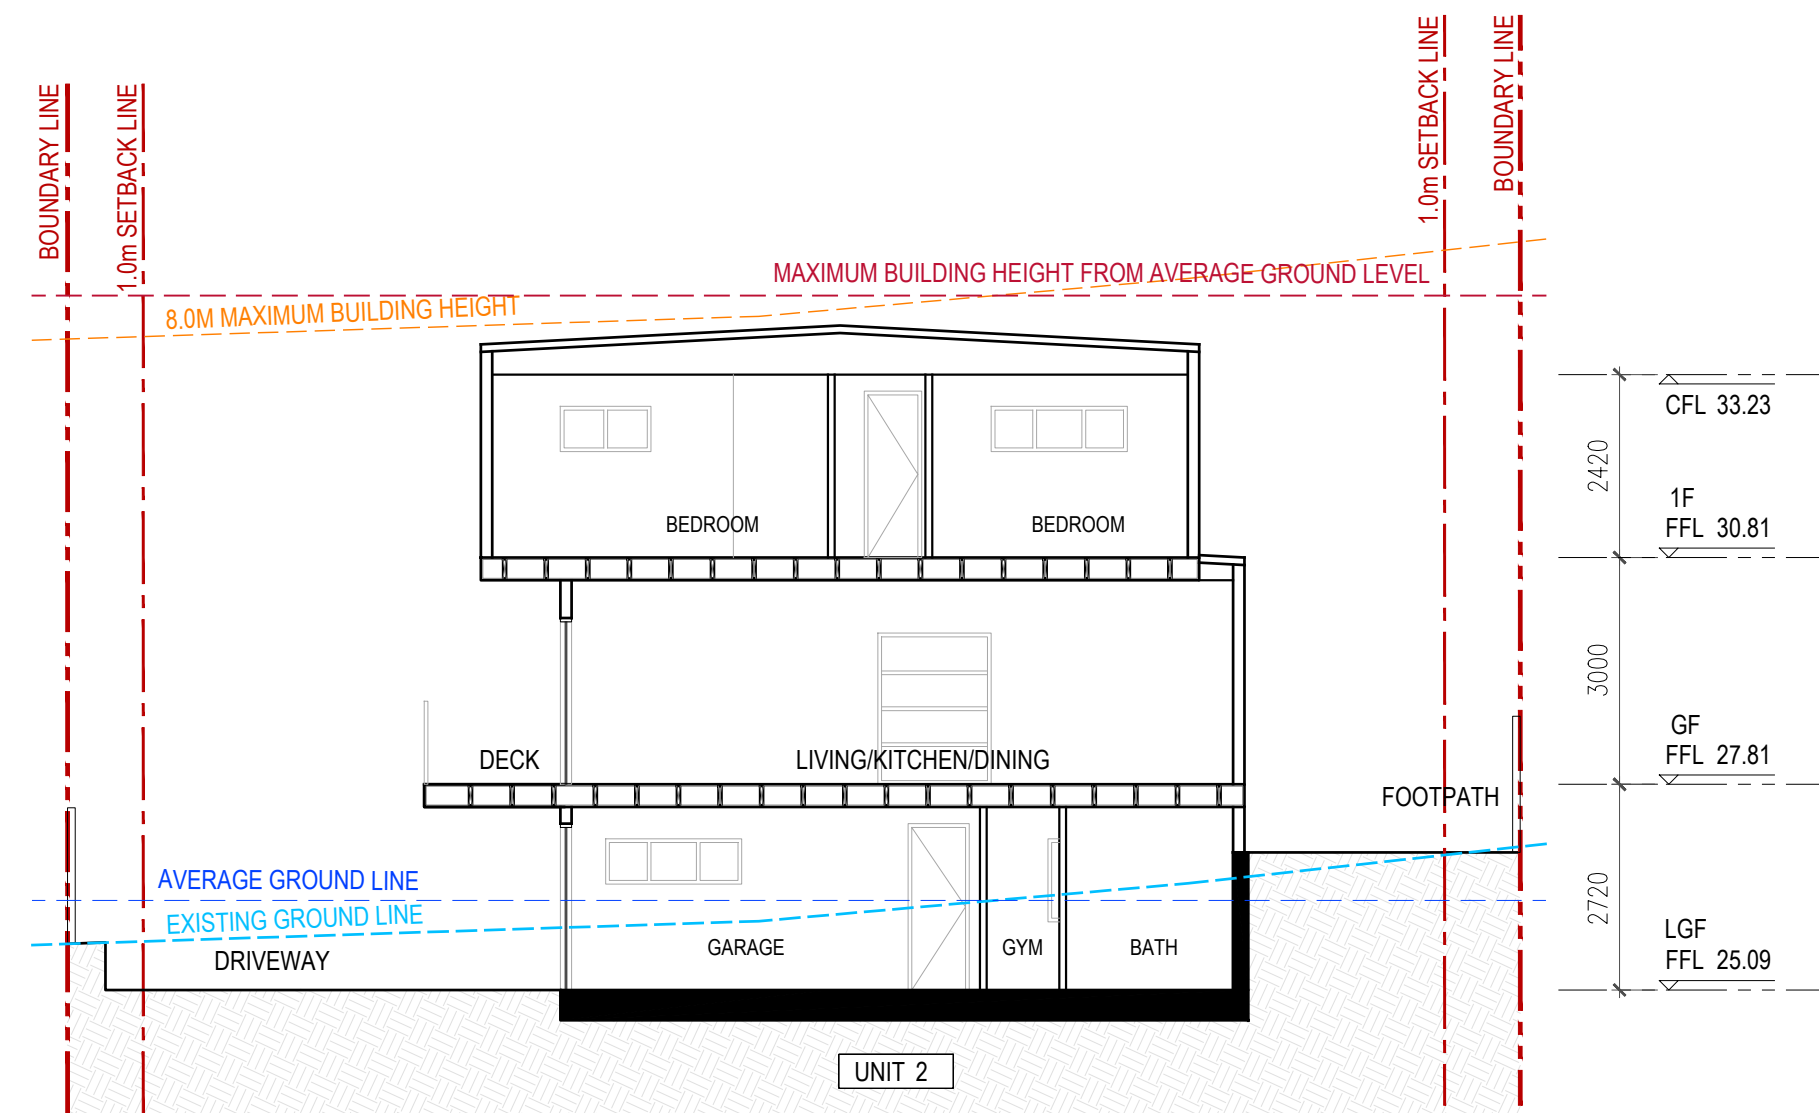 BOUNDARY LINE
1.0m SETBACK LINE
1.0m SETBACK LINE
BOUNDARY LINE
MAXIMUM BUILDING HEIGHT FROM AVERAGE GROUND LEVEL
8.0M MAXIMUM BUILDING HEIGHT
CFL 33.23
2420
1F
FFL 30.81
BEDROOM
BEDROOM
3000
GF
FFL 27.81
DECK
LIVING/KITCHEN/DINING
FOOTPATH
AVERAGE GROUND LINE
EXISTING GROUND LINE
2720
LGF
FFL 25.09
DRIVEWAY
GARAGE
GYM
BATH
UNIT 2